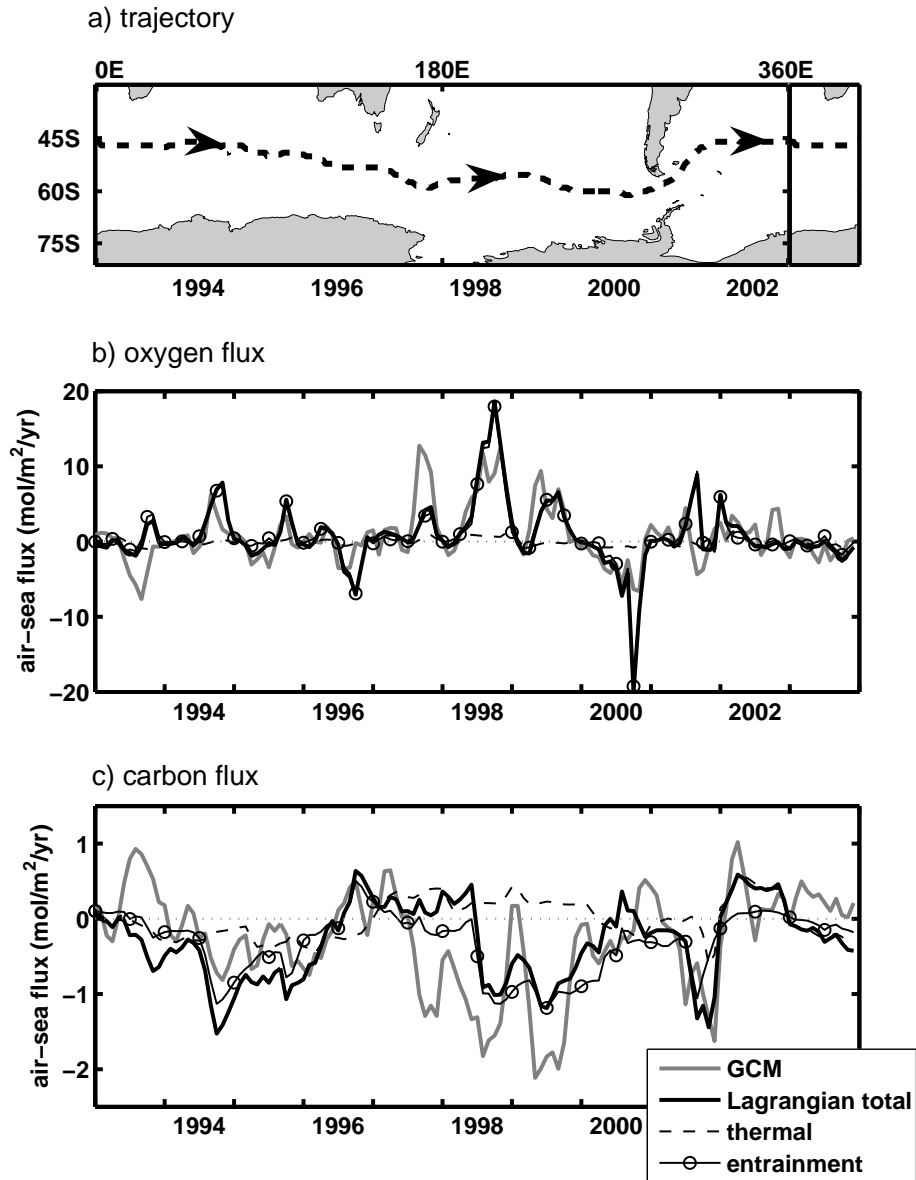 a) trajectory
0E 180E 360E
45S
60S
75S
1994 1996 1998 2000 2002
b) oxygen flux
air−sea flux (mol/m²/yr)
20
10
0
−10
−20
1994 1996 1998 2000 2002
c) carbon flux
air−sea flux (mol/m²/yr)
1
0
−1
−2
1994 1996 1998 2000
GCM
Lagrangian total
thermal
entrainment